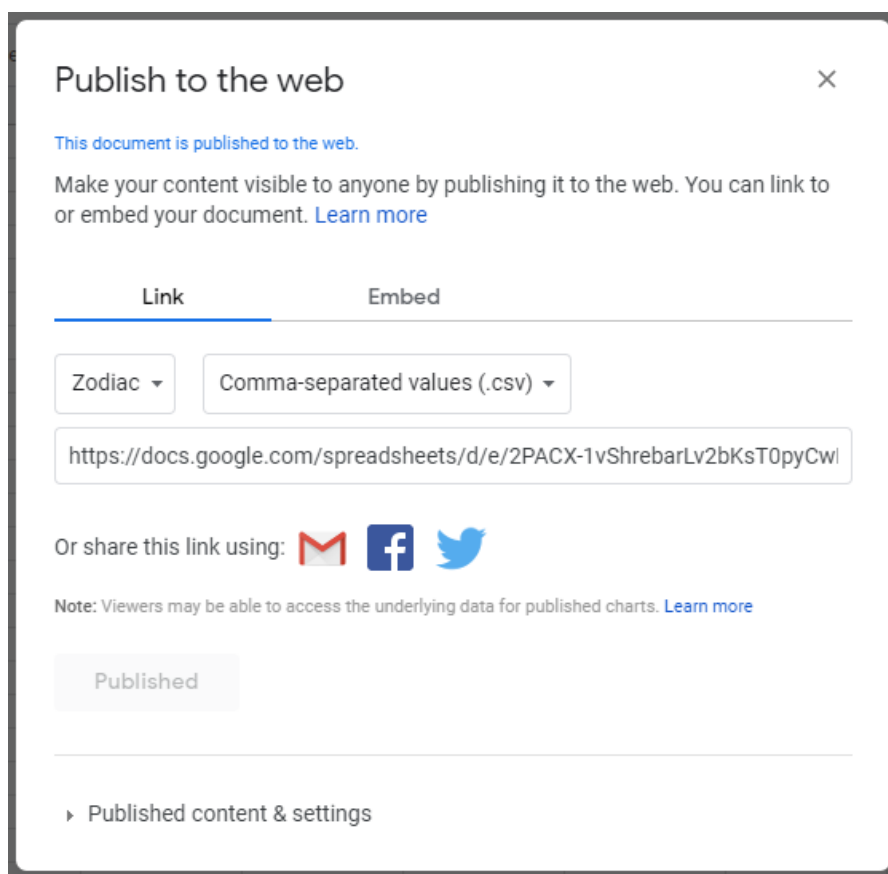 Publish to the web
This document is published to the web.
Make your content visible to anyone by publishing it to the web. You can link to
or embed your document. Learn more
Link Embed
Zodiac Comma-separated values (.csv)
https://docs.google.com/spreadsheets/d/e/2PACX-1vShrebarLv2bKsT0pyCw
Or share this link using:
Note: Viewers may be able to access the underlying data for published charts. Learn more
Published
Published content & settings